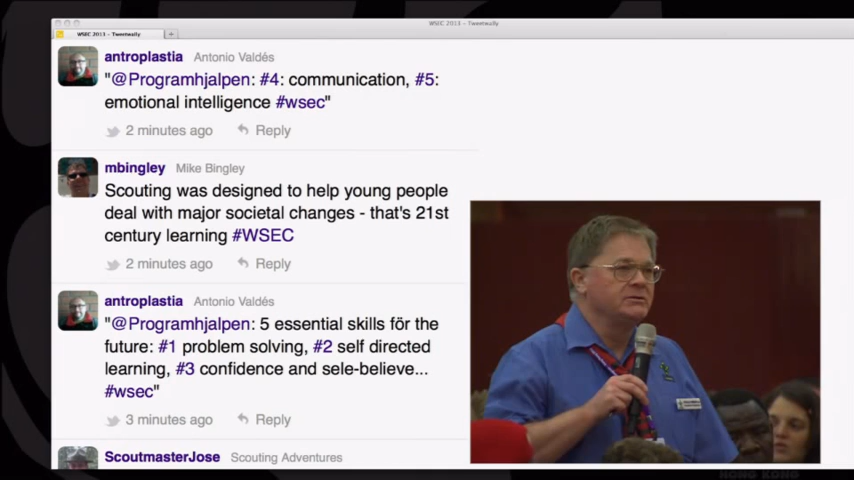 WSEC 2013 – Tweetwally
WSEC 2013 – Tweetwally
antroplastia Antonio Valdés
"@Programhjalpen: #4: communication, #5:
emotional intelligence #wsec"
2 minutes ago Reply
mbingley Mike Bingley
Scouting was designed to help young people
deal with major societal changes - that's 21st
century learning #WSEC
2 minutes ago Reply
antroplastia Antonio Valdés
"@Programhjalpen: 5 essential skills för the
future: #1 problem solving, #2 self directed
learning, #3 confidence and sele-believe...
#wsec"
3 minutes ago Reply
ScoutmasterJose Scouting Adventures
HONG KONG